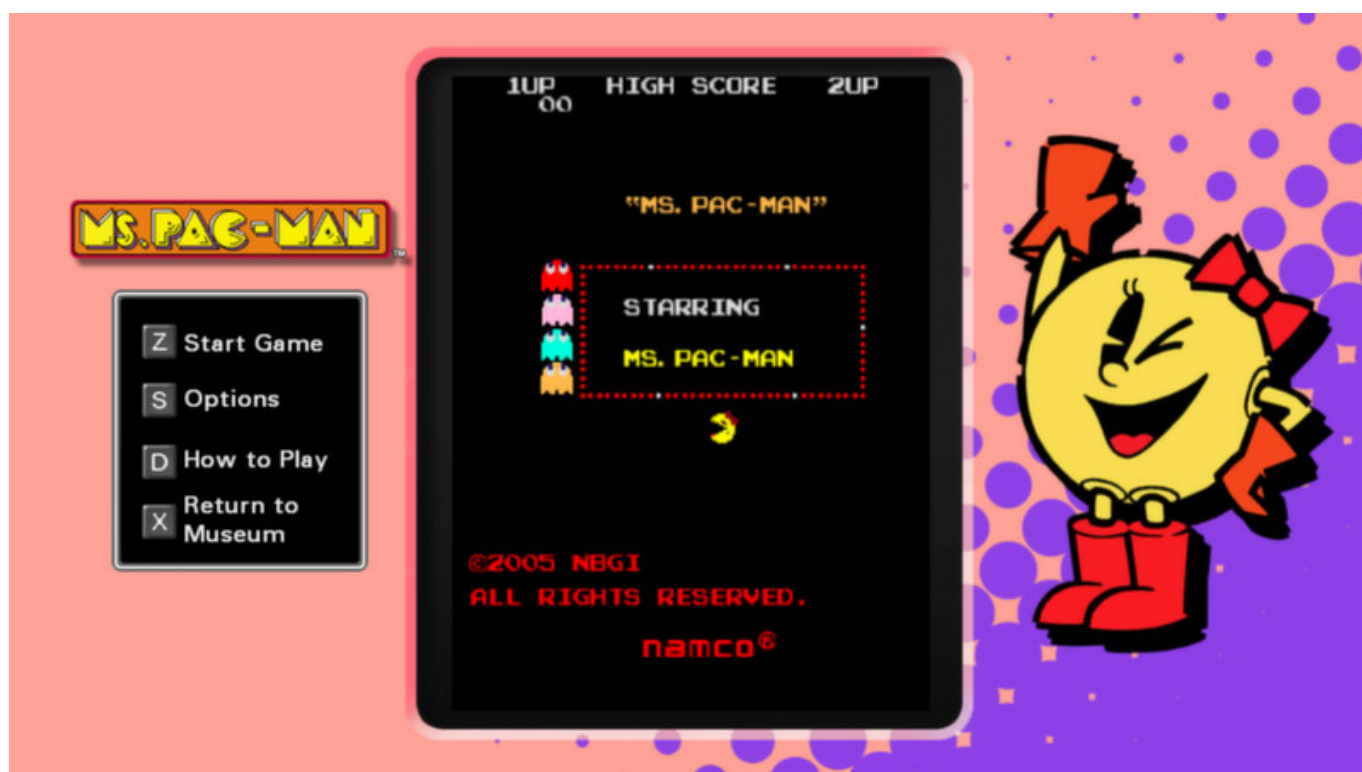 MS. PAC-MAN ™
Z Start Game
S Options
D How to Play
X Return to
Museum
1UP HIGH SCORE 2UP
00
“MS. PAC-MAN”
STARRING
MS. PAC-MAN
©2005 NBGI
ALL RIGHTS RESERVED.
namco®